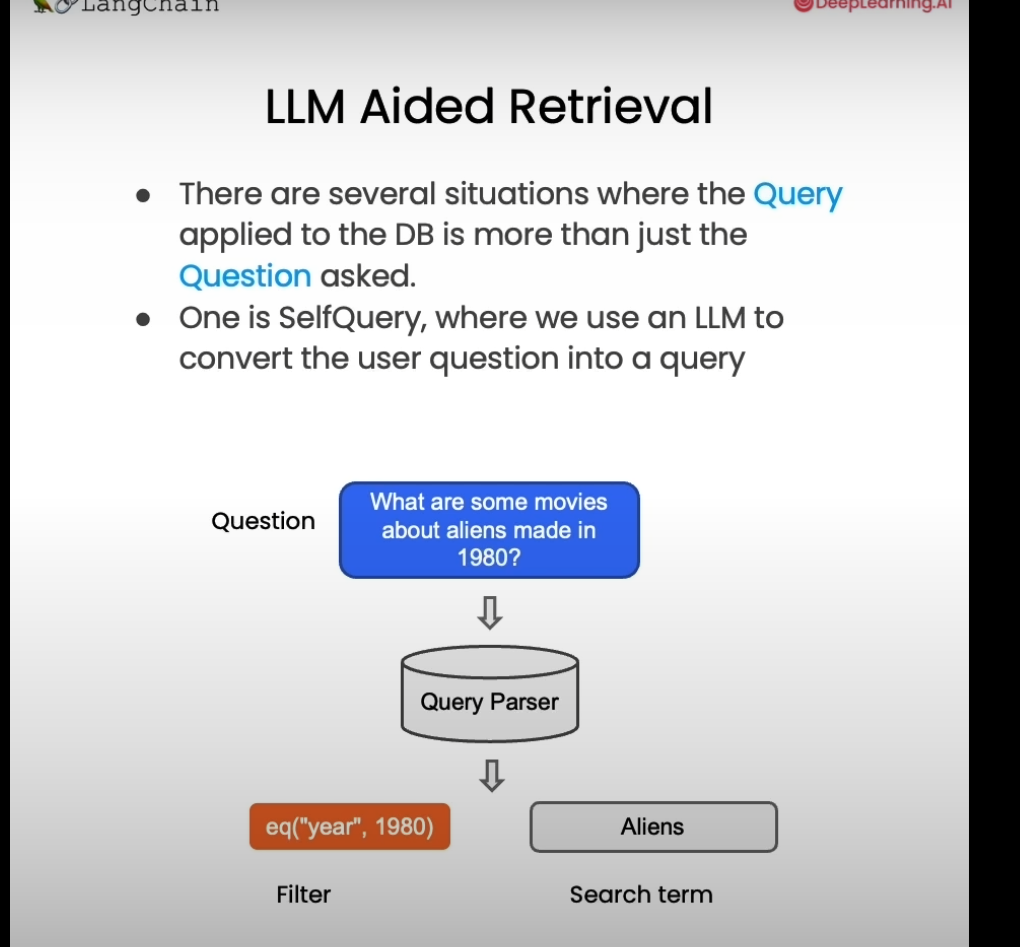 LangChain
DeepLearning.AI
LLM Aided Retrieval
● There are several situations where the Query
applied to the DB is more than just the
Question asked.
● One is SelfQuery, where we use an LLM to
convert the user question into a query
Question
What are some movies
about aliens made in
1980?
Query Parser
eq("year", 1980)
Aliens
Filter
Search term